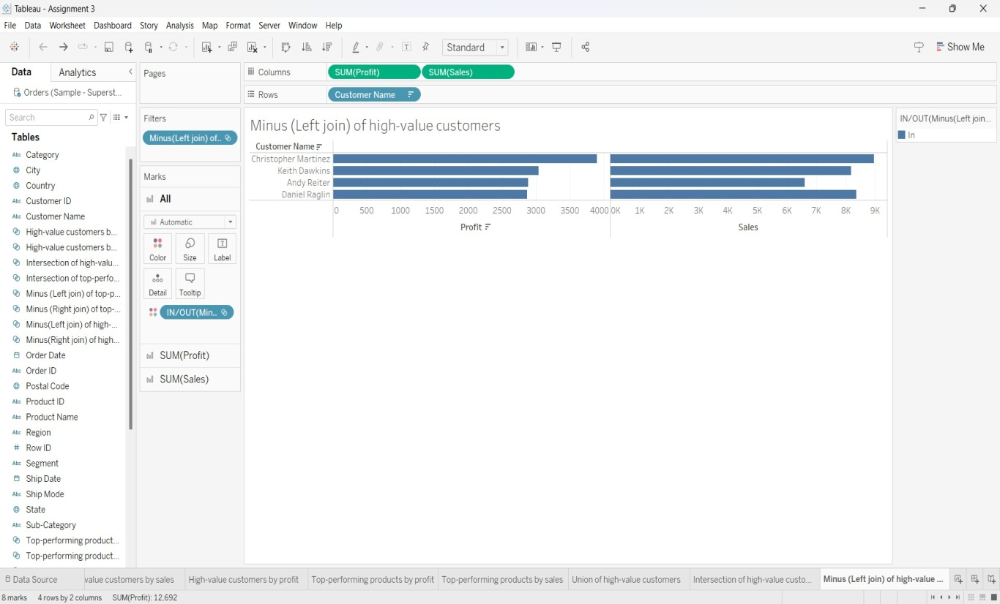 Tableau - Assignment 3
File Data Worksheet Dashboard Story Analysis Map Format Server Window Help
Standard
Show Me
Data Analytics
Orders (Sample - Superst...
Search
Tables
Abc Category
City
Country
Abc Customer ID
Abc Customer Name
High-value customers b...
High-value customers b...
Intersection of high-valu...
Intersection of top-perfo...
Minus (Left join) of top-p...
Minus (Right join) of top-...
Minus(Left join) of high-...
Minus(Right join) of high...
Order Date
Abc Order ID
Postal Code
Abc Product ID
Abc Product Name
Abc Region
# Row ID
Abc Segment
Ship Date
Abc Ship Mode
State
Abc Sub-Category
Top-performing product...
Top-performing product...
Pages
Filters
Minus(Left join) of..
Marks
All
Automatic
Color Size Label
Detail Tooltip
IN/OUT(Min..
SUM(Profit)
SUM(Sales)
Columns SUM(Profit) SUM(Sales)
Rows Customer Name
Minus (Left join) of high-value customers
Customer Name
Christopher Martinez
Keith Dawkins
Andy Reiter
Daniel Raglin
0 500 1000 1500 2000 2500 3000 3500 4000 0K 1K 2K 3K 4K 5K 6K 7K 8K 9K
Profit Sales
IN/OUT(Minus(Left join...
In
Data Source value customers by sales High-value customers by profit Top-performing products by profit Top-performing products by sales Union of high-value customers Intersection of high-value custo... Minus (Left join) of high-value ...
8 marks 4 rows by 2 columns SUM(Profit): 12,692